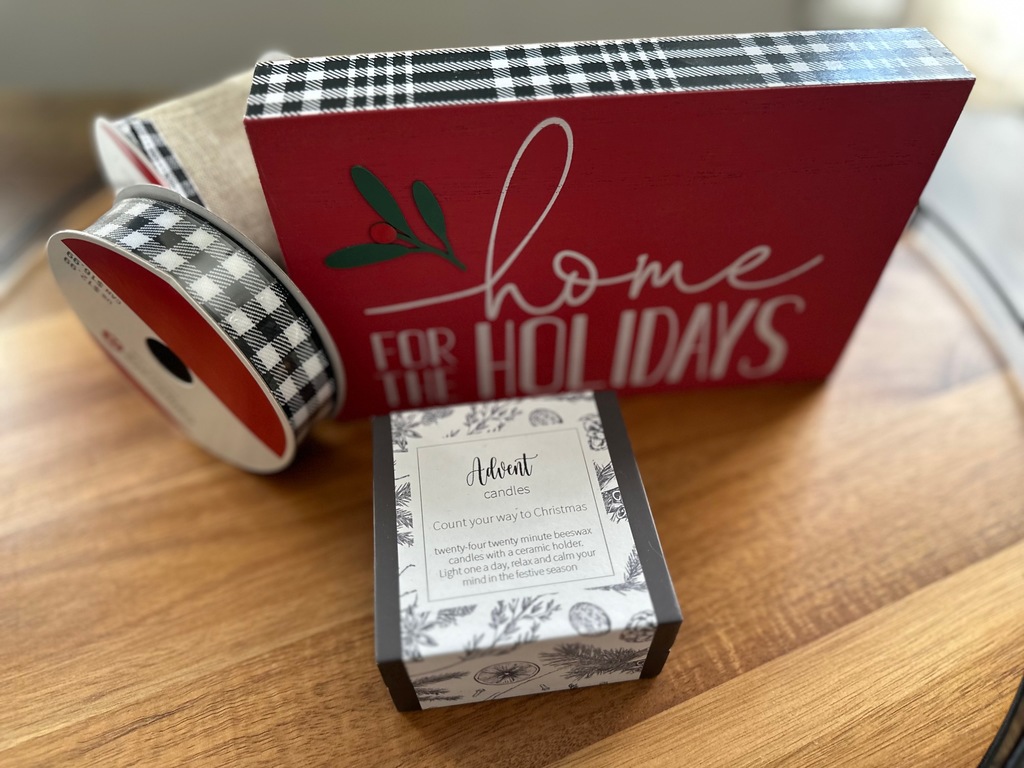 home
FOR
THE HOLIDAYS
Advent
candles
Count your way to Christmas
twenty-four twenty minute beeswax
candles with a ceramic holder.
Light one a day, relax and calm your
mind in the festive season